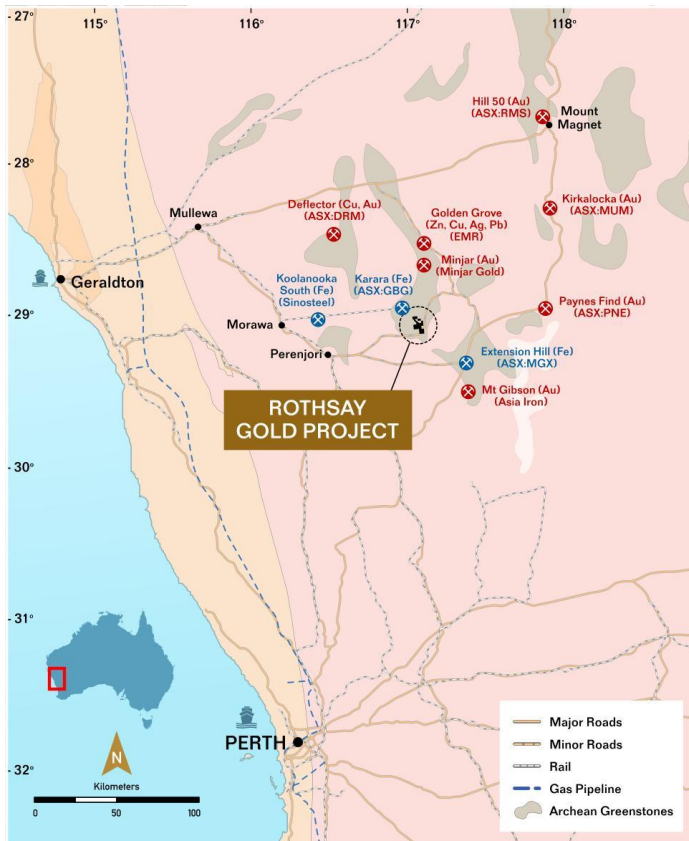 115°
116°
117°
118°
27°
28°
29°
30°
31°
32°
Hill 50 (Au)
(ASX:RMS)
Mount
Magnet
Kirkalocka (Au)
(ASX:MUM)
Deflector (Cu, Au)
(ASX:DRM)
Golden Grove
(Zn, Cu, Ag, Pb)
(EMR)
Mullewa
Minjar (Au)
(Minjar Gold)
Geraldton
Koolanooka
South (Fe)
(Sinosteel)
Karara (Fe)
(ASX:GBG)
Paynes Find (Au)
(ASX:PNE)
Morawa
Perenjori
Extension Hill (Fe)
(ASX:MGX)
Mt Gibson (Au)
(Asia Iron)
ROTHSAY
GOLD PROJECT
PERTH
N
Kilometers
0 50 100
Major Roads
Minor Roads
Rail
Gas Pipeline
Archean Greenstones